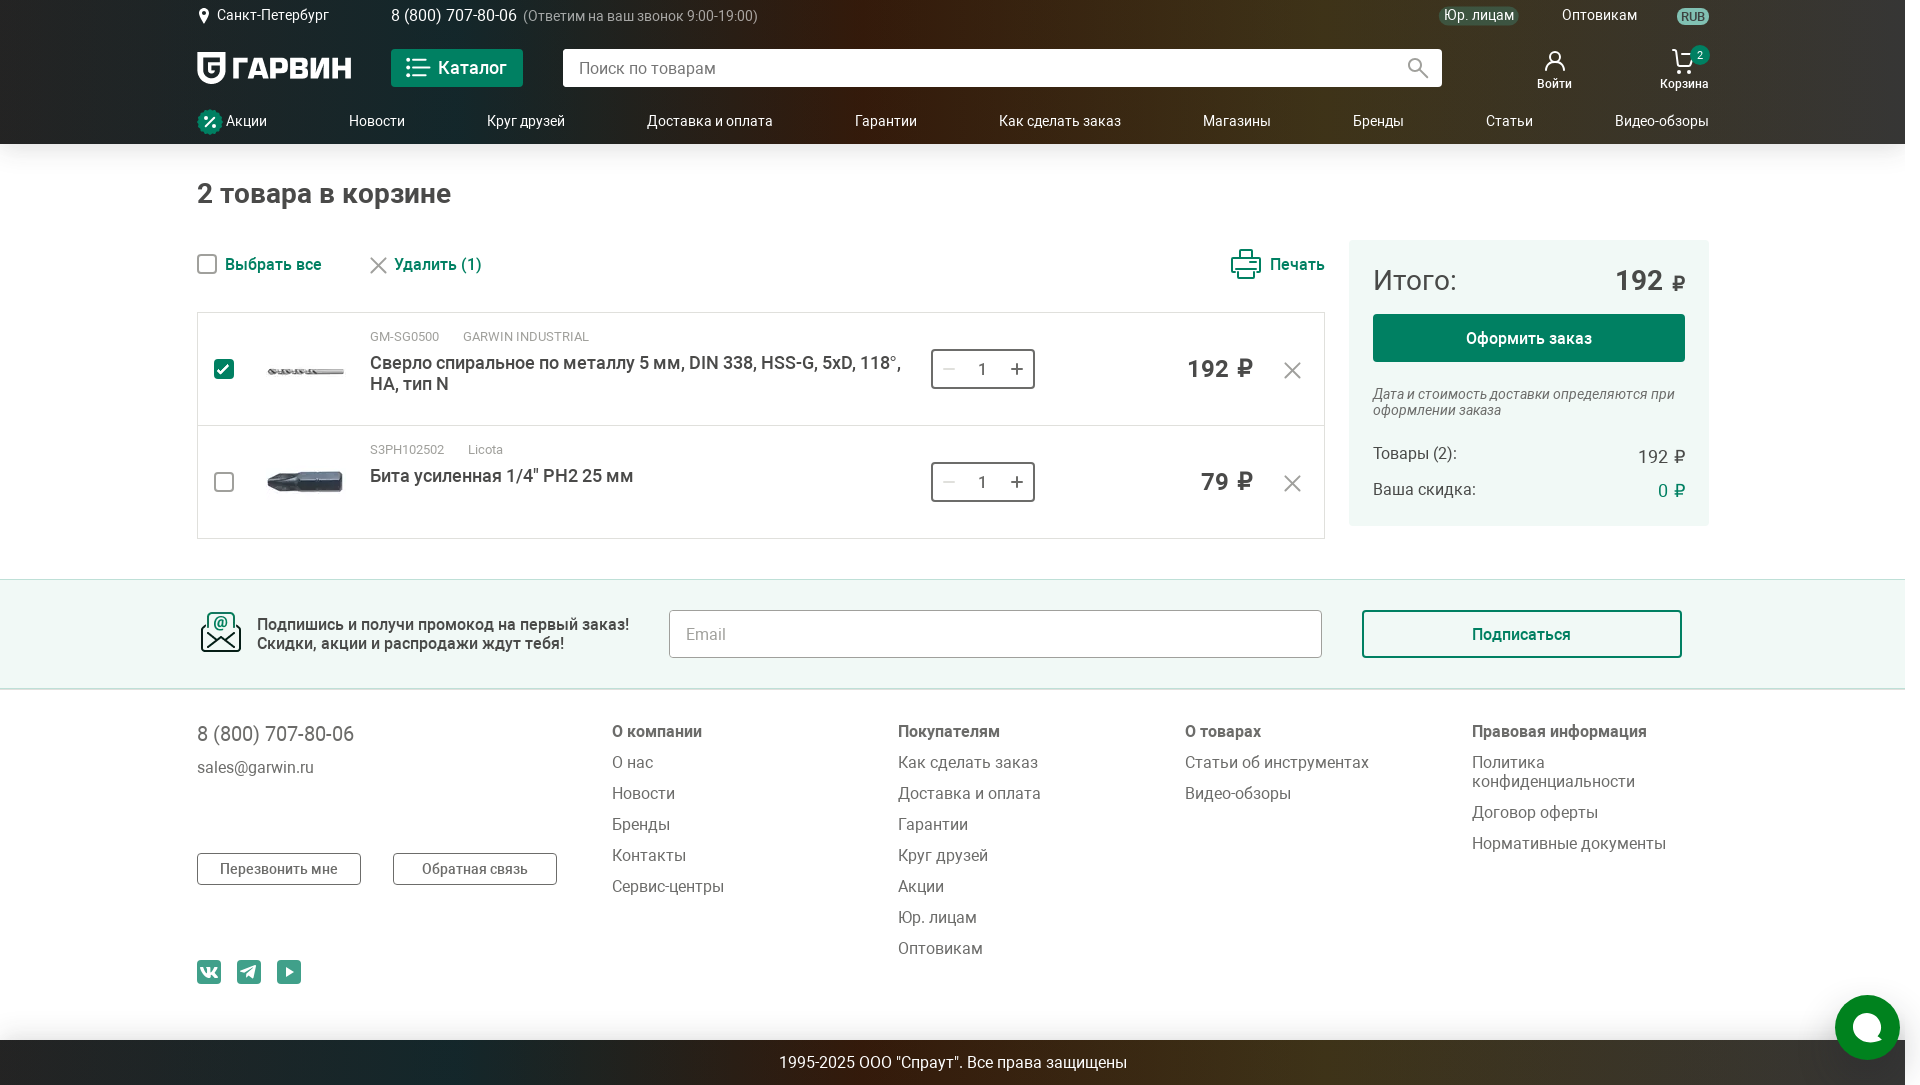 Санкт-Петербург
8 (800) 707-80-06 (Ответим на ваш звонок 9:00-19:00)
Юр. лицам
Оптовикам
RUB
ГАРВИН
Каталог
Поиск по товарам
Войти
2
Корзина
Акции
Новости
Круг друзей
Доставка и оплата
Гарантии
Как сделать заказ
Магазины
Бренды
Статьи
Видео-обзоры
2 товара в корзине
Выбрать все
Удалить (1)
Печать
GM-SG0500 GARWIN INDUSTRIAL
Сверло спиральное по металлу 5 мм, DIN 338, HSS-G, 5xD, 118°,
НА, тип N
1
192 ₽
S3PH102502 Licota
Бита усиленная 1/4" PH2 25 мм
1
79 ₽
Итого: 192 ₽
Оформить заказ
Дата и стоимость доставки определяются при
оформлении заказа
Товары (2): 192 ₽
Ваша скидка: 0 ₽
Подпишись и получи промокод на первый заказ!
Скидки, акции и распродажи ждут тебя!
Email
Подписаться
8 (800) 707-80-06
sales@garwin.ru
Перезвонить мне
Обратная связь
О компании
О нас
Новости
Бренды
Контакты
Сервис-центры
Покупателям
Как сделать заказ
Доставка и оплата
Гарантии
Круг друзей
Акции
Юр. лицам
Оптовикам
О товарах
Статьи об инструментах
Видео-обзоры
Правовая информация
Политика
конфиденциальности
Договор оферты
Нормативные документы
1995-2025 ООО "Спраут". Все права защищены